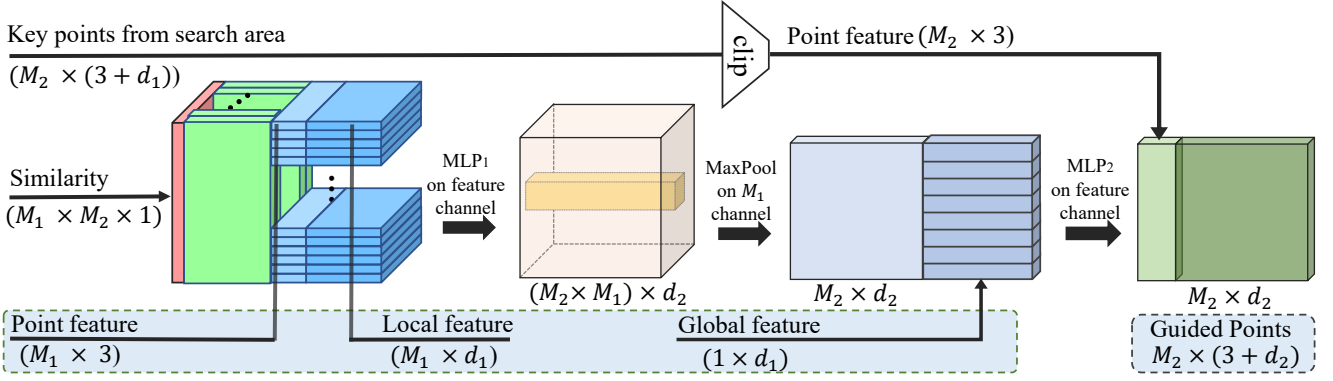 Key points from search area
(M₂ × (3 + d₁))
clip
Point feature (M₂ × 3)
Similarity
(M₁ × M₂ × 1)
MLP₁
on feature
channel
MaxPool
on M₁
channel
MLP₂
on feature
channel
(M₂× M₁) × d₂
M₂ × d₂
M₂ × d₂
Point feature
(M₁ × 3)
Local feature
(M₁ × d₁)
Global feature
(1 × d₁)
Guided Points
M₂ × (3 + d₂)